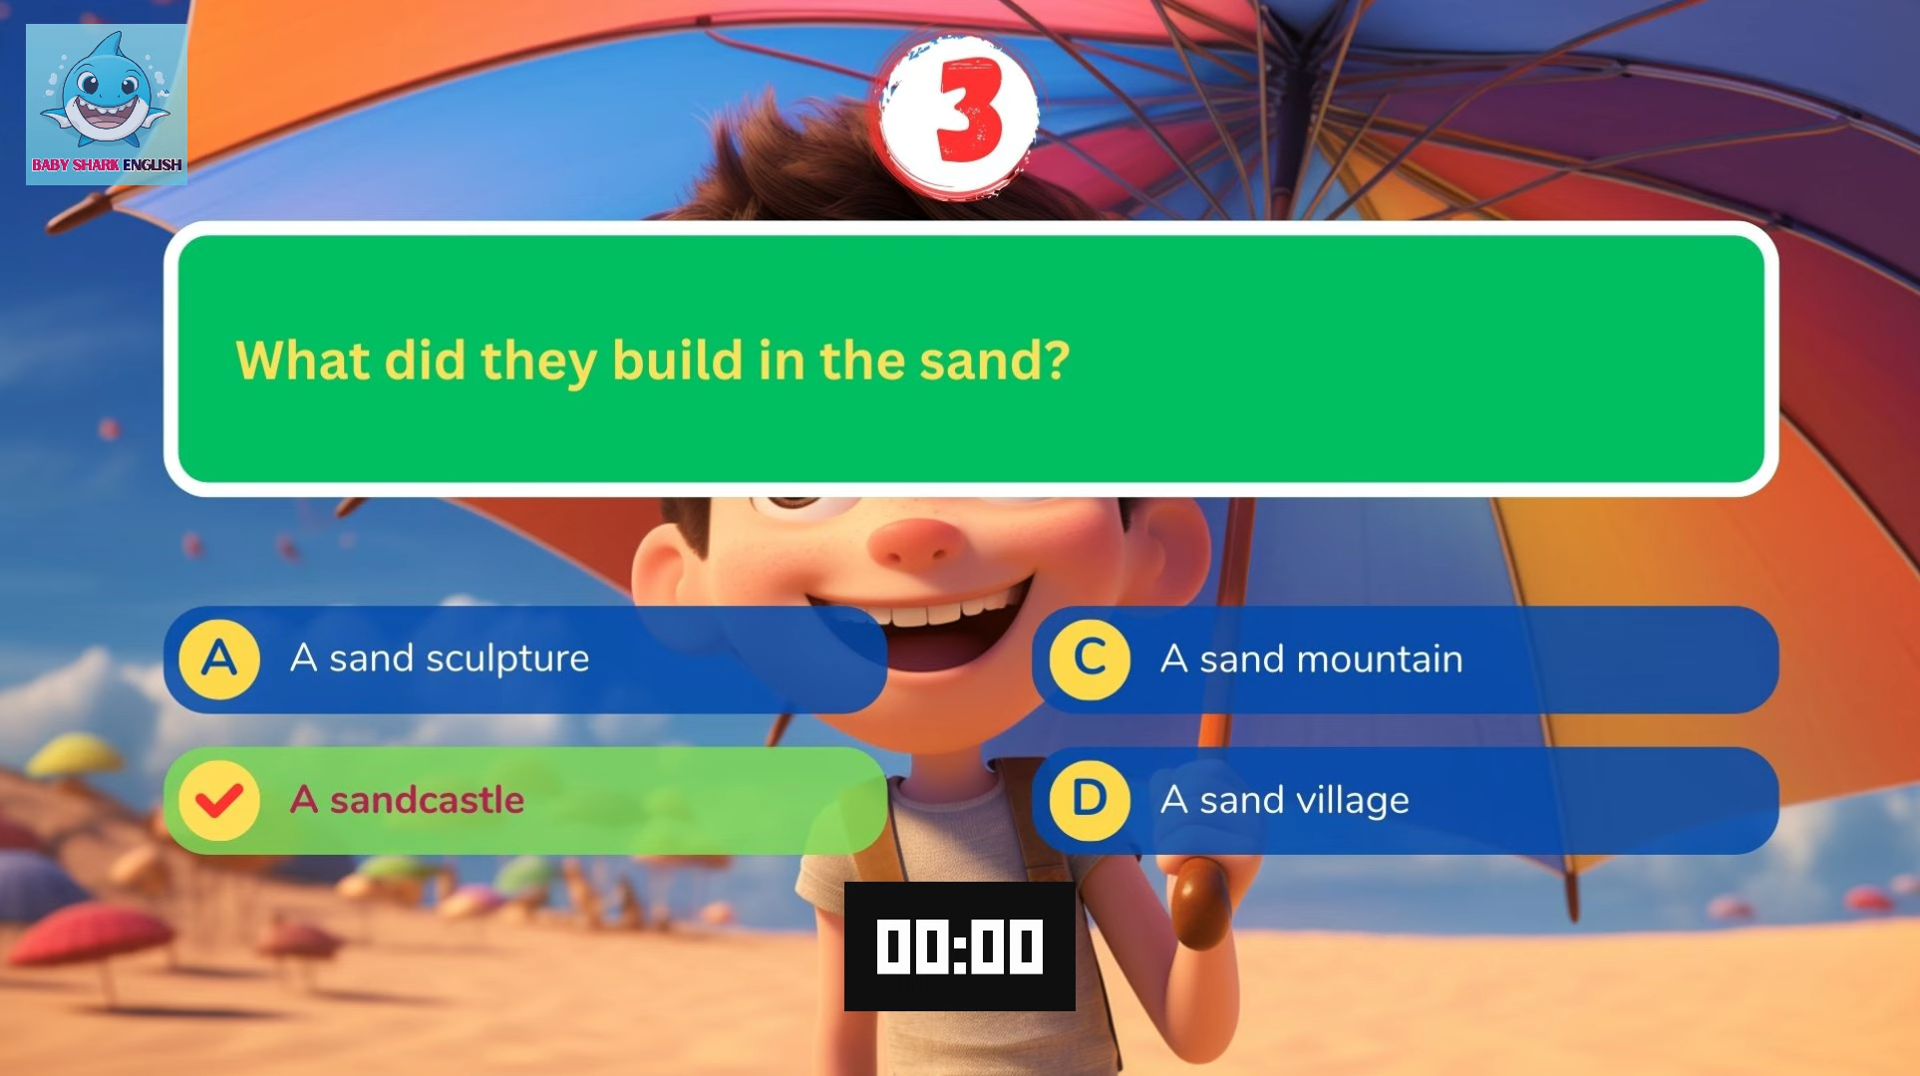 BABY SHARK ENGLISH
3
What did they build in the sand?
A A sand sculpture
C A sand mountain
A sandcastle
D A sand village
00:00